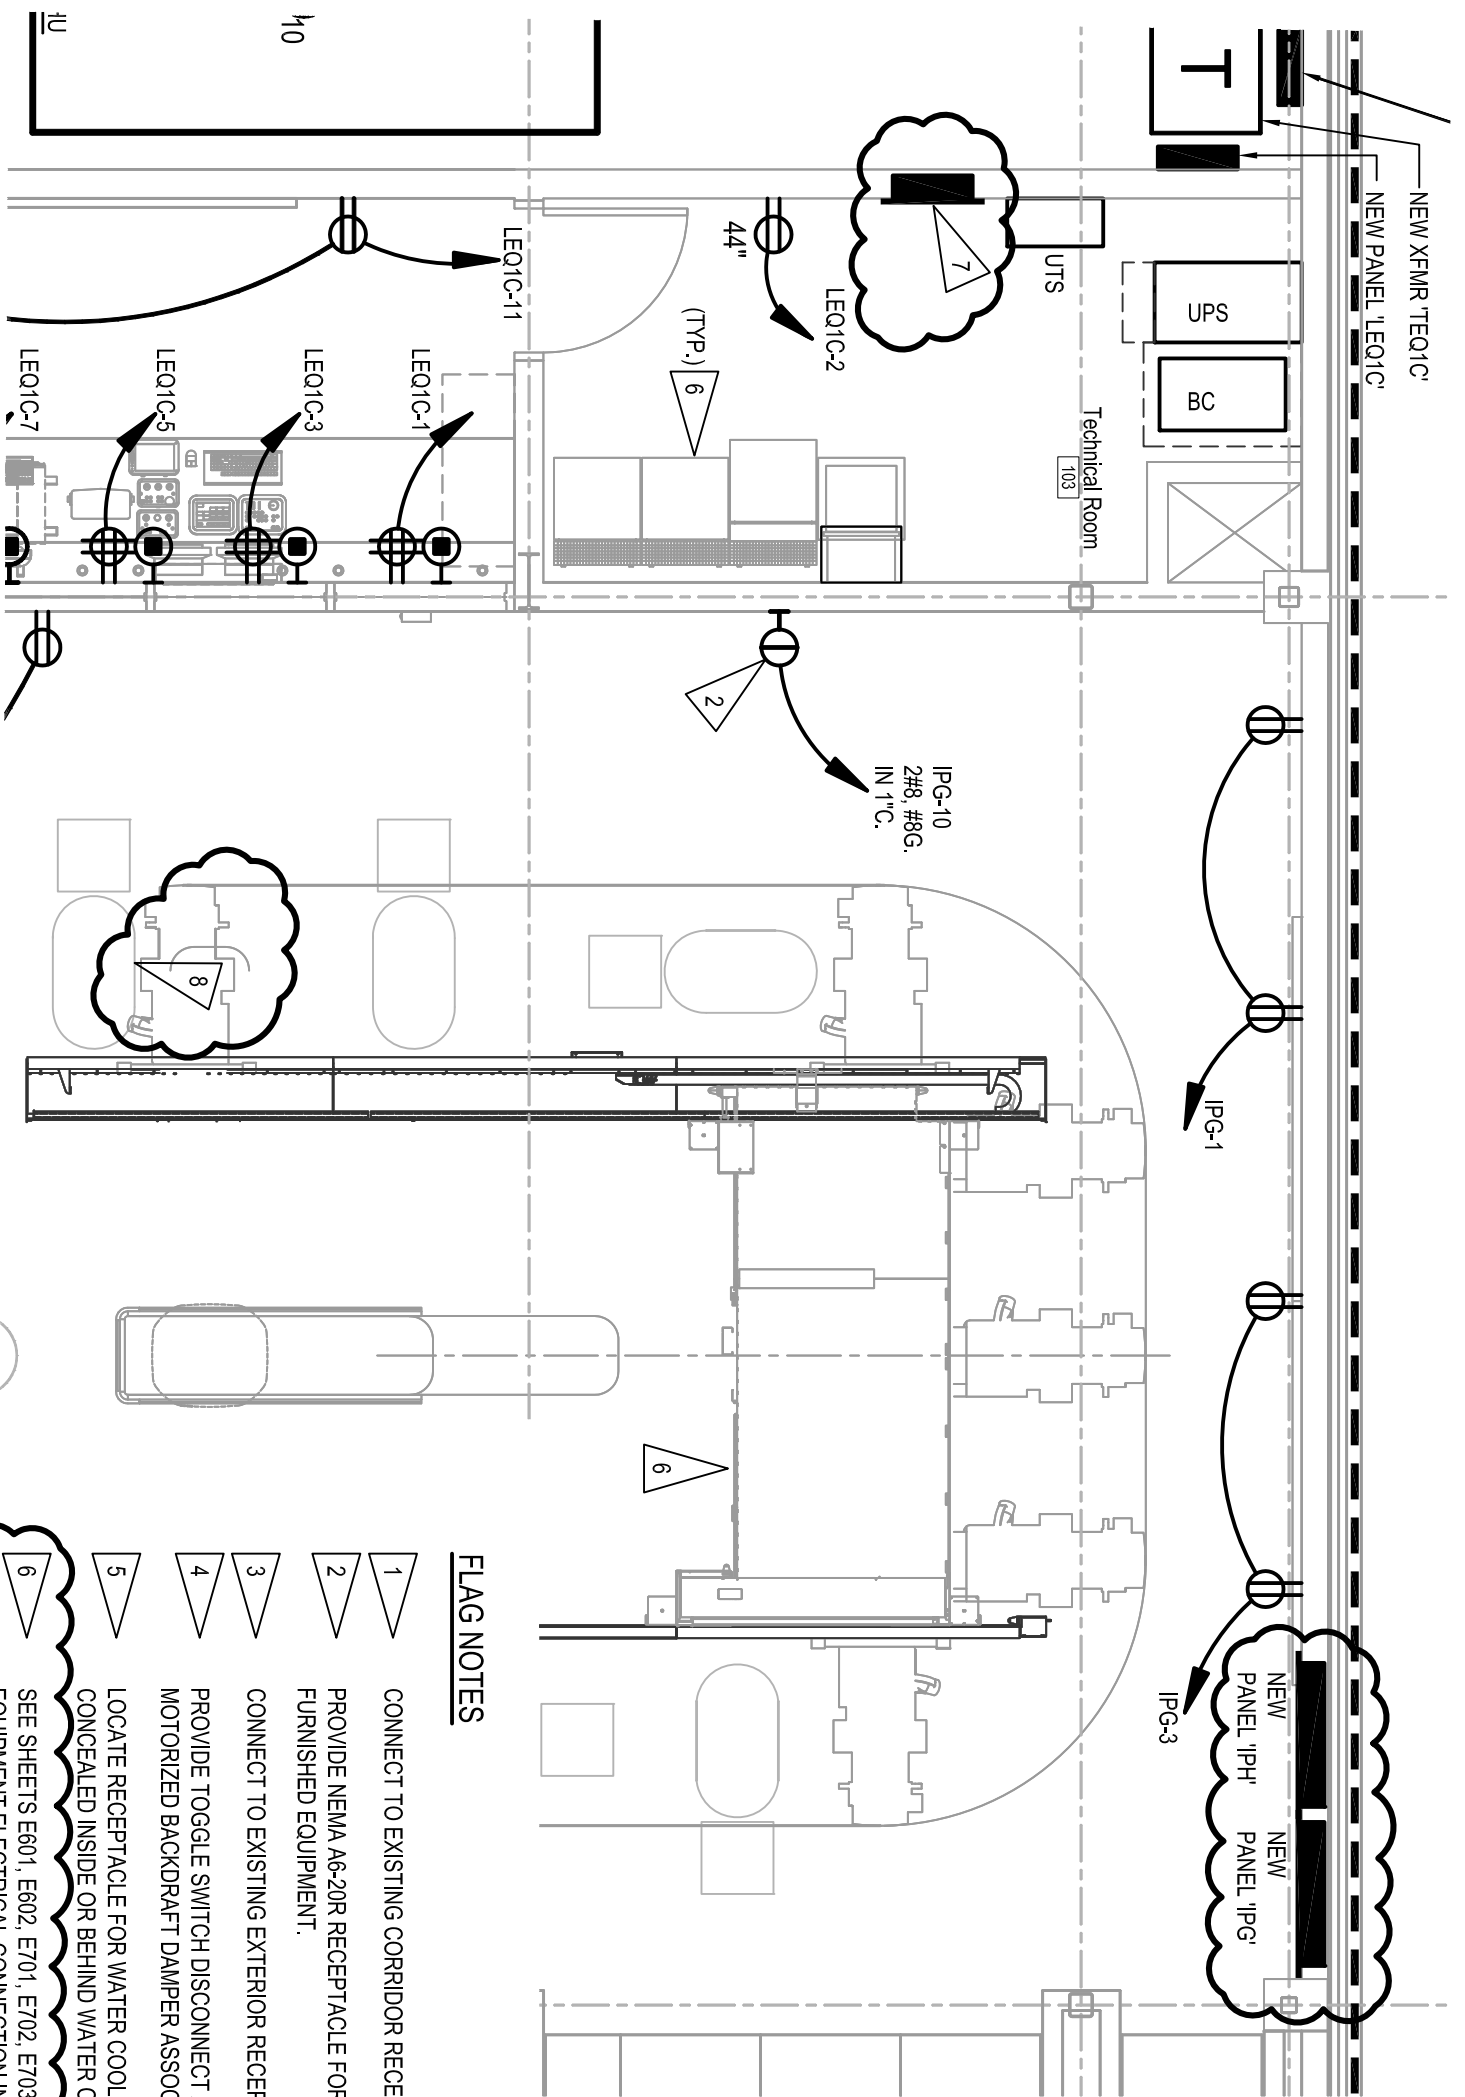 10
T
NEW XFMR 'TEQ1C'
NEW PANEL 'LEQ1C'
UTS
UPS
BC
7
44"
LEQ1C-2
LEQ1C-11
(TYP.)
6
Technical Room
103
LEQ1C-1
LEQ1C-3
LEQ1C-5
LEQ1C-7
2
IPG-10
2#8, #8G.
IN 1"C.
IPG-1
8
6
IPG-3
NEW
PANEL 'IPH'
NEW
PANEL 'IPG'
FLAG NOTES
1
CONNECT TO EXISTING CORRIDOR RECE
2
PROVIDE NEMA A6-20R RECEPTACLE FOR
FURNISHED EQUIPMENT.
3
CONNECT TO EXISTING EXTERIOR RECEP
4
PROVIDE TOGGLE SWITCH DISCONNECT
MOTORIZED BACKDRAFT DAMPER ASSOC
5
LOCATE RECEPTACLE FOR WATER COOL
CONCEALED INSIDE OR BEHIND WATER C
6
SEE SHEETS E601, E602, E701, E702, E703
EQUIPMENT ELECTRICAL CONNECTION IN